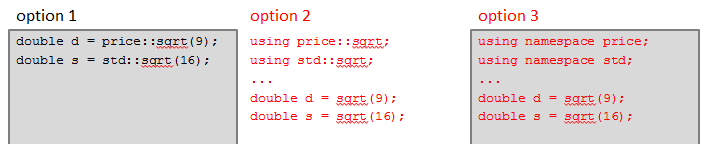 option 1
double d = price::sqrt(9);
double s = std::sqrt(16);
option 2
using price::sqrt;
using std::sqrt;
...
double d = sqrt(9);
double s = sqrt(16);
option 3
using namespace price;
using namespace std;
...
double d = sqrt(9);
double s = sqrt(16);